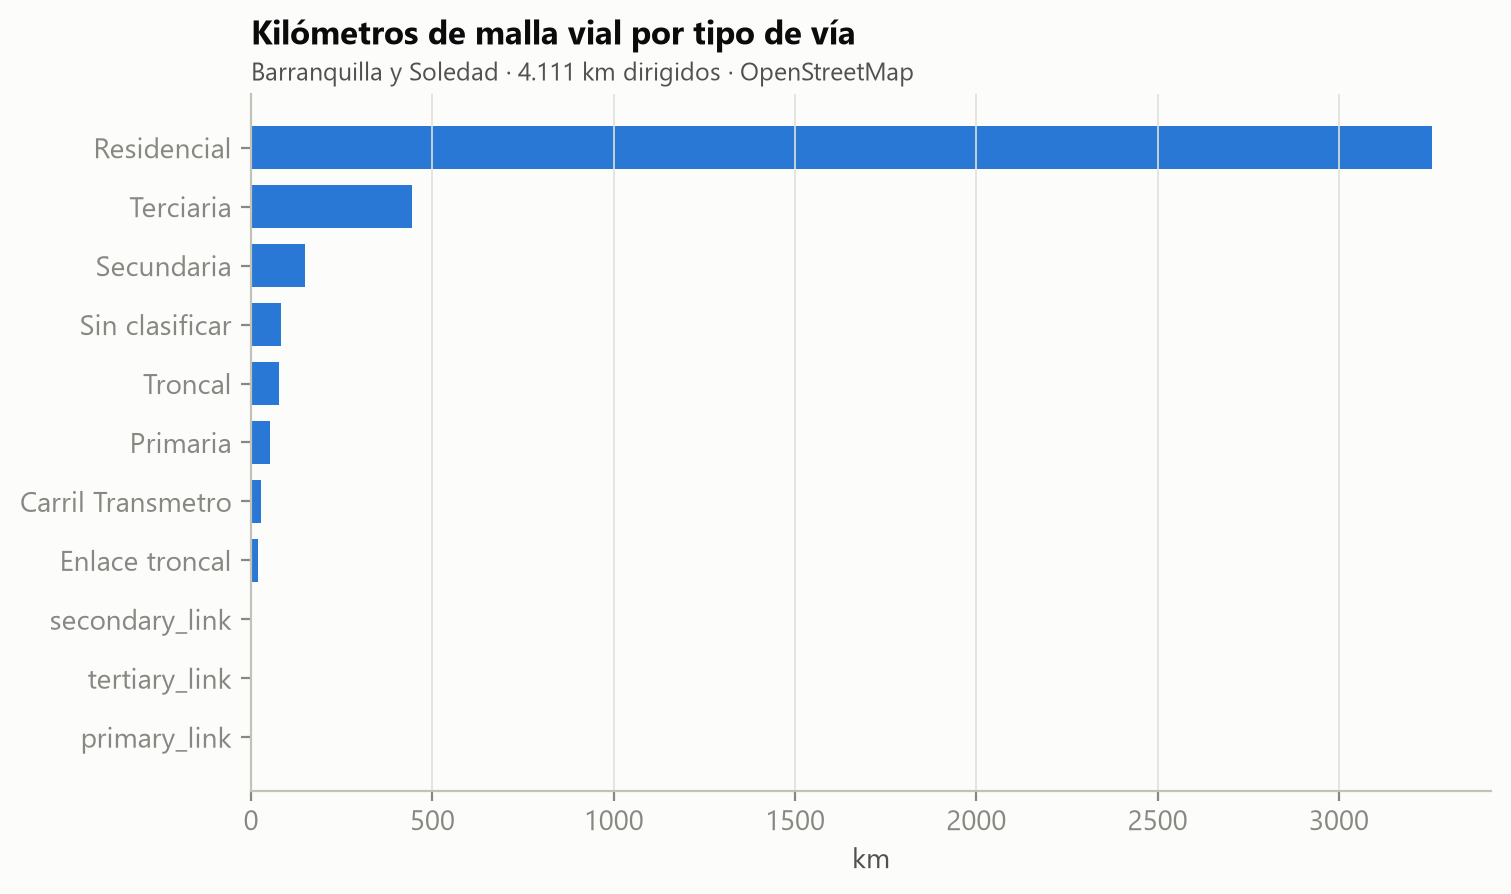 Kilómetros de malla vial por tipo de vía
Barranquilla y Soledad · 4.111 km dirigidos · OpenStreetMap
Residencial
Terciaria
Secundaria
Sin clasificar
Troncal
Primaria
Carril Transmetro
Enlace troncal
secondary_link
tertiary_link
primary_link
0 500 1000 1500 2000 2500 3000
km